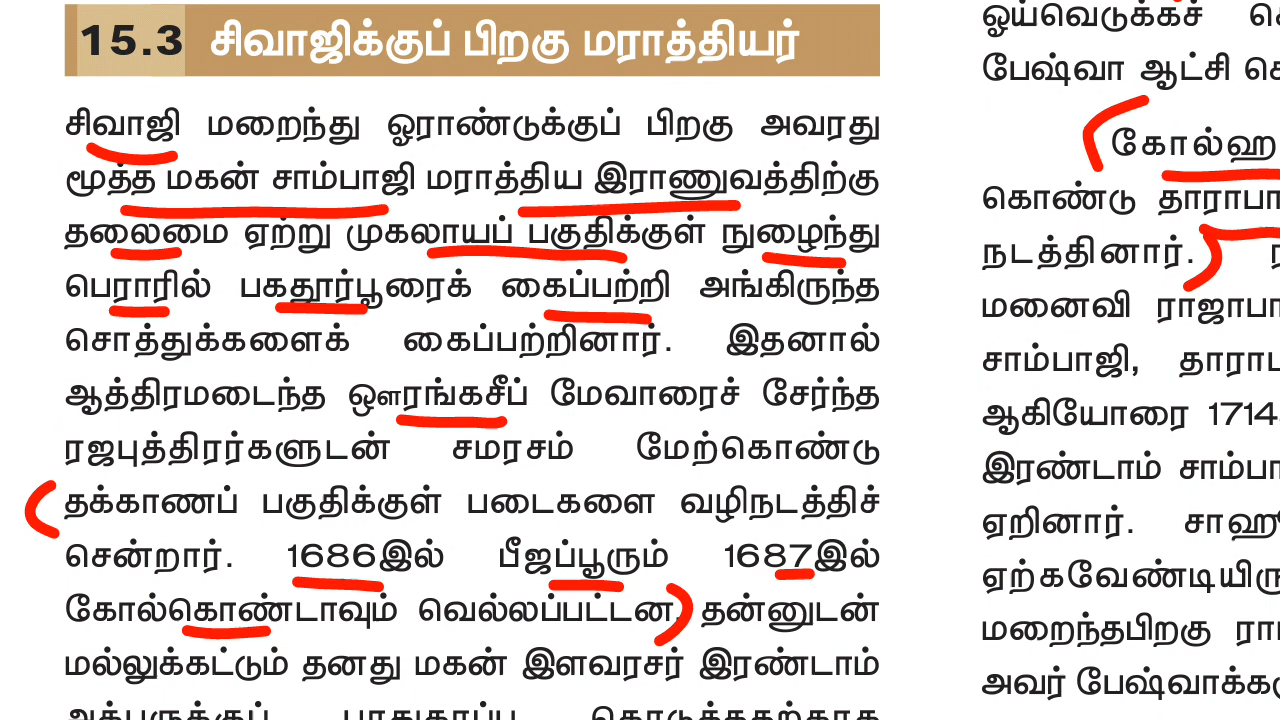 15.3 சிவாஜிக்குப் பிறகு மராத்தியர்
சிவாஜி மறைந்து ஓராண்டுக்குப் பிறகு அவரது
மூத்த மகன் சாம்பாஜி மராத்திய இராணுவத்திற்கு
தலைமை ஏற்று முகலாயப் பகுதிக்குள் நுழைந்து
பெராரில் பகதூர்பூரைக் கைப்பற்றி அங்கிருந்த
சொத்துக்களைக் கைப்பற்றினார். இதனால்
ஆத்திரமடைந்த ஔரங்கசீப் மேவாரைச் சேர்ந்த
ரஜபுத்திரர்களுடன் சமரசம் மேற்கொண்டு
தக்காணப் பகுதிக்குள் படைகளை வழிநடத்திச்
சென்றார். 1686இல் பீஜப்பூரும் 1687இல்
கோல்கொண்டாவும் வெல்லப்பட்டன. தன்னுடன்
மல்லுக்கட்டும் தனது மகன் இளவரசர் இரண்டாம்
ஓய்வெடுக்கச்
பேஷ்வா ஆட்சி
கொண்டு
நடத்தினார்.
மனைவி
சாம்பாஜி,
ஆகியோரை 1714
இரண்டாம்
ஏறினார்.
மறைந்தபிறகு
அவர்